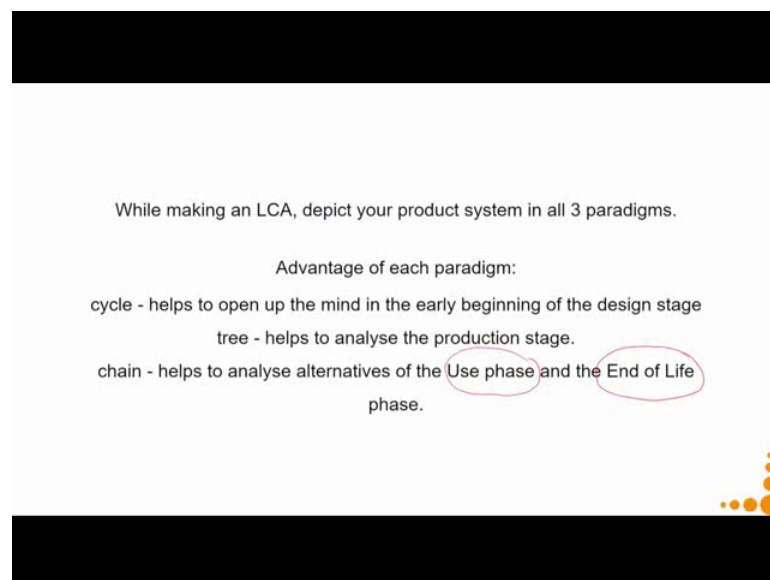 While making an LCA, depict your product system in all 3 paradigms.
Advantage of each paradigm:
cycle - helps to open up the mind in the early beginning of the design stage
tree - helps to analyse the production stage.
chain - helps to analyse alternatives of the Use phase and the End of Life
phase.